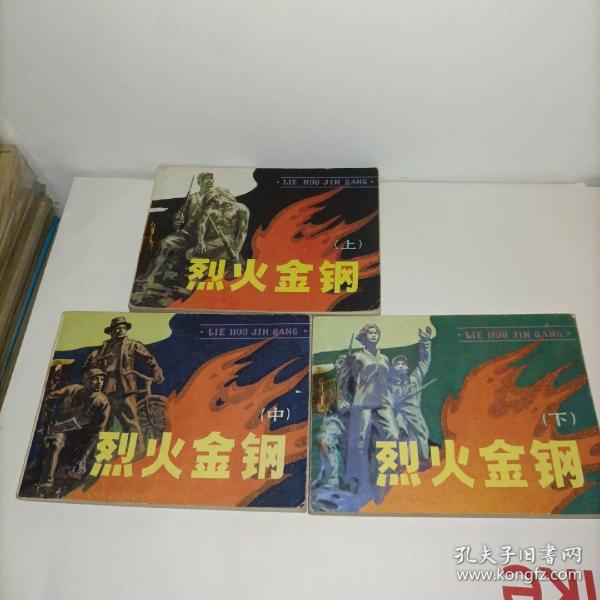 · LIE HUO JIN GANG ·
(上)
烈火金钢
· LIE HUO JIN GANG ·
(中)
烈火金钢
· LIE HUO JIN GANG ·
(下)
烈火金钢
孔夫子旧书网
www.kongfz.com